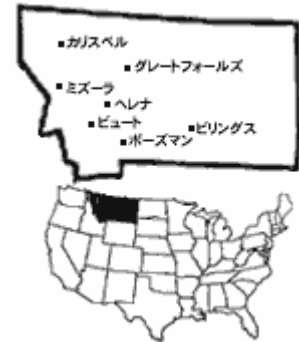 カリスペル
グレートフォールズ
ミズーラ
ヘレナ
ビュート
ビリングス
ボーズマン